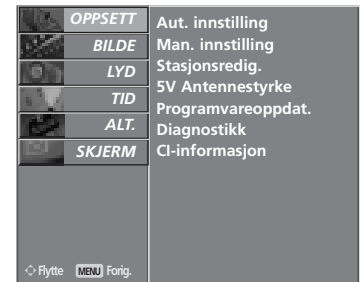 OPPSETT
BILDE
LYD
TID
ALT.
SKJERM
Aut. innstilling
Man. innstilling
Stasjonsredig.
5V Antennestyrke
Programvareoppdat.
Diagnostikk
CI-informasjon
Flytte MENU Forig.